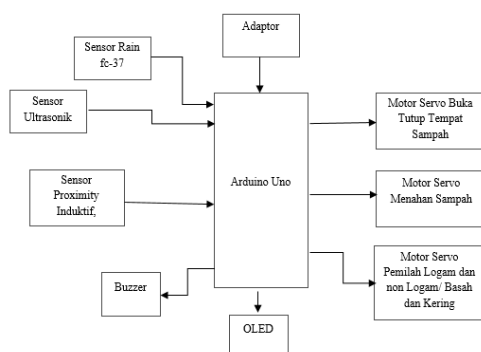 Adaptor
Sensor Rain
fc-37
Sensor
Ultrasonik
Motor Servo Buka
Tutup Tempat
Sampah
Sensor
Proximity
Induktif,
Arduino Uno
Motor Servo
Menahan Sampah
Buzzer
Motor Servo
Pemilah Logam dan
non Logam/ Basah
dan Kering
OLED